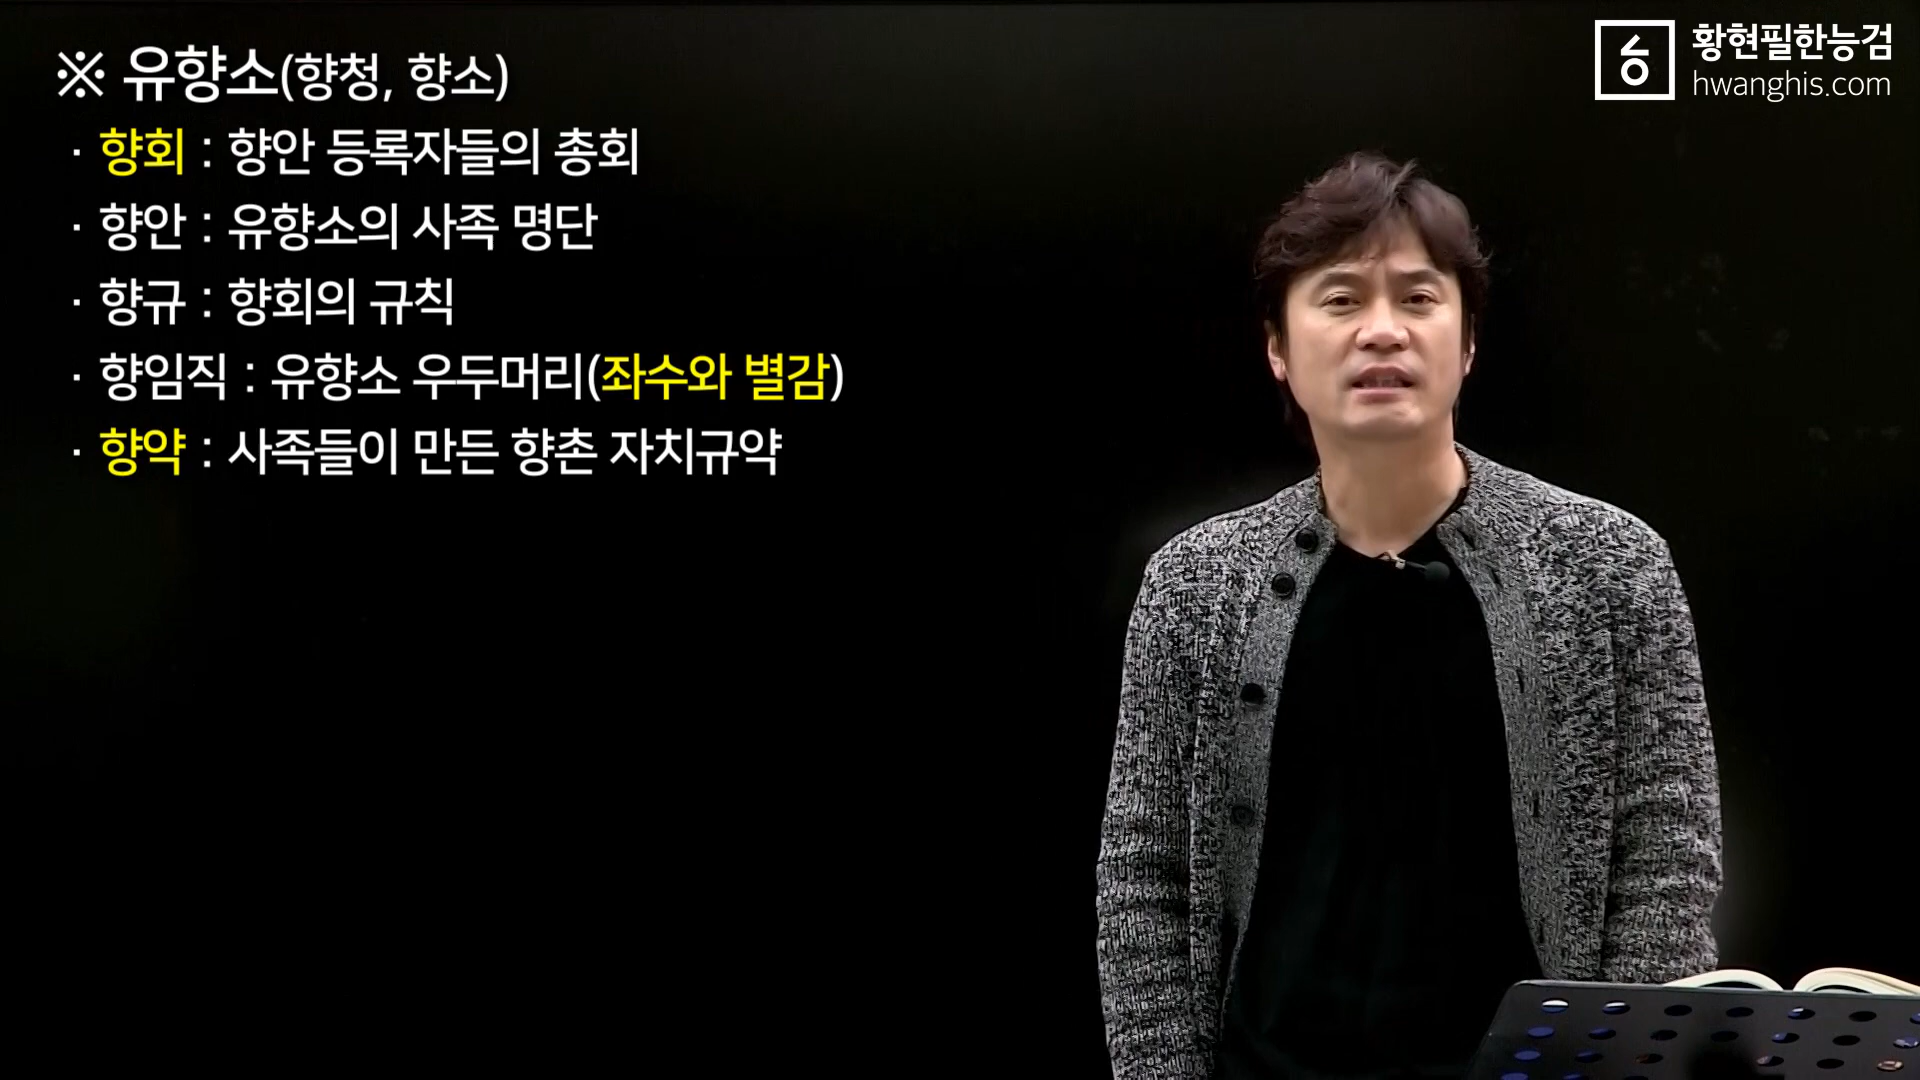 ※ 유향소(향청, 향소)
· 향회 : 향안 등록자들의 총회
· 향안 : 유향소의 사족 명단
· 향규 : 향회의 규칙
· 향임직 : 유향소 우두머리(좌수와 별감)
· 향약 : 사족들이 만든 향촌 자치규약
황현필한능검
hwanghis.com